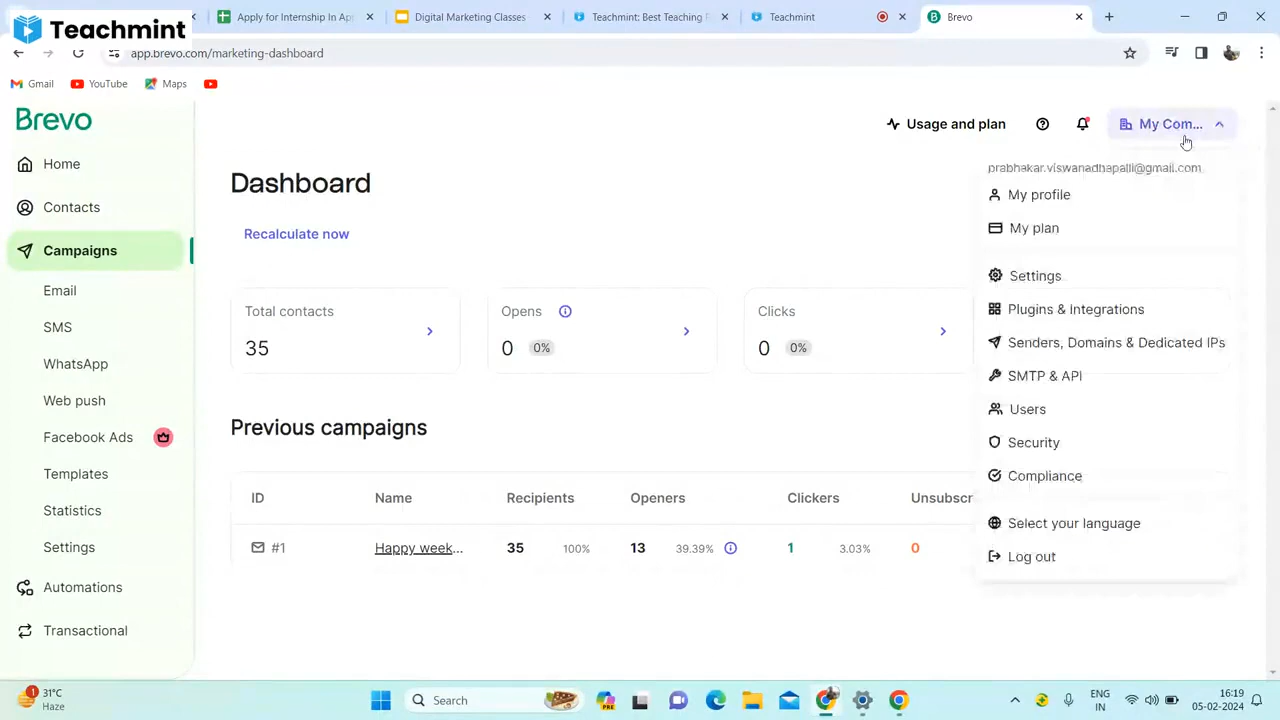 Teachmint
Apply for Internship In App
Digital Marketing Classes
Teachmint: Best Teaching
Teachmint
Brevo
app.brevo.com/marketing-dashboard
Gmail
YouTube
Maps
Brevo
Usage and plan
My Com...
Home
Contacts
Campaigns
Email
SMS
WhatsApp
Web push
Facebook Ads
Templates
Statistics
Settings
Automations
Transactional
Dashboard
Recalculate now
Total contacts
35
Opens
0 0%
Clicks
0 0%
Previous campaigns
ID Name Recipients Openers Clickers Unsubscr
#1 Happy week... 35 100% 13 39.39% 1 3.03% 0
prabhakar.viswanadhapalli@gmail.com
My profile
My plan
Settings
Plugins & Integrations
Senders, Domains & Dedicated IPs
SMTP & API
Users
Security
Compliance
Select your language
Log out
1
31°C
Haze
Search
PRE
ENG
IN
16:19
05-02-2024